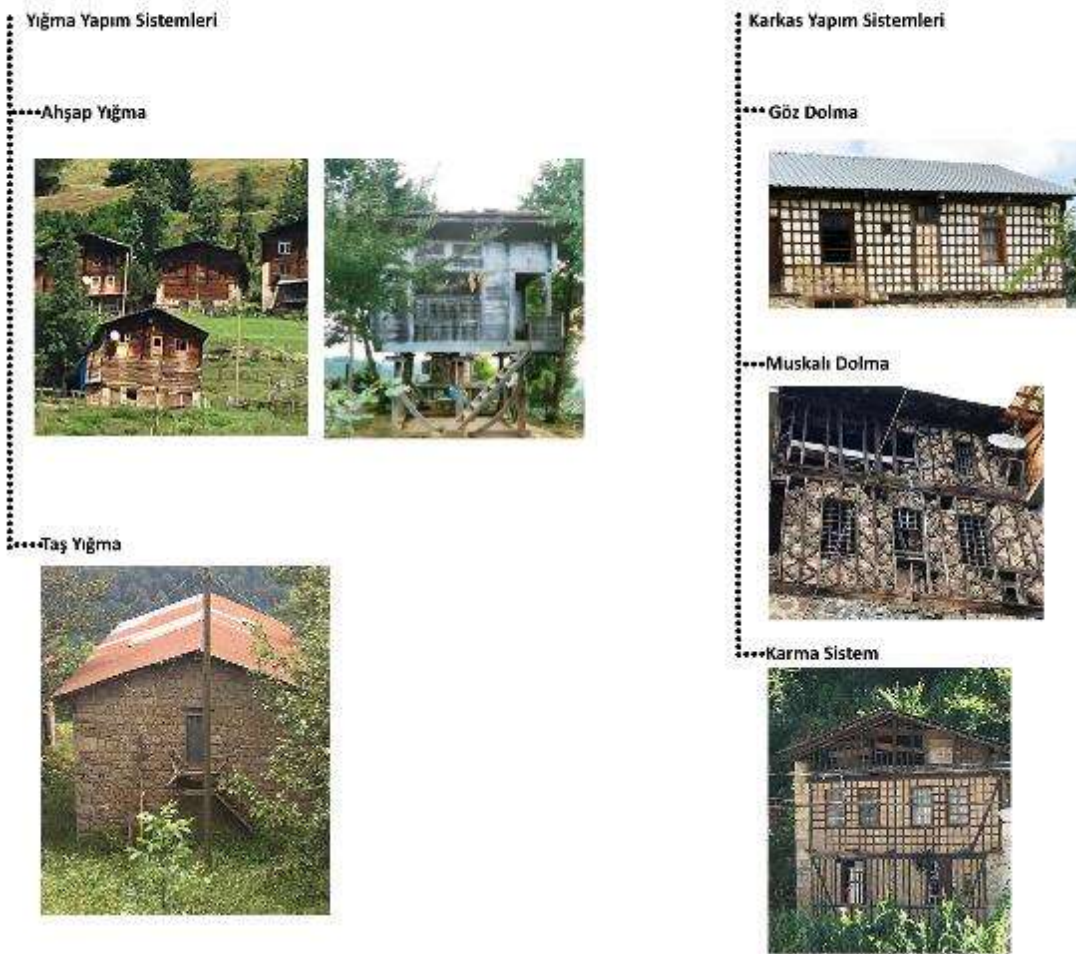 Yığma Yapım Sistemleri
Ahşap Yığma
Taş Yığma
Karkas Yapım Sistemleri
Göz Dolma
Muskalı Dolma
Karma Sistem